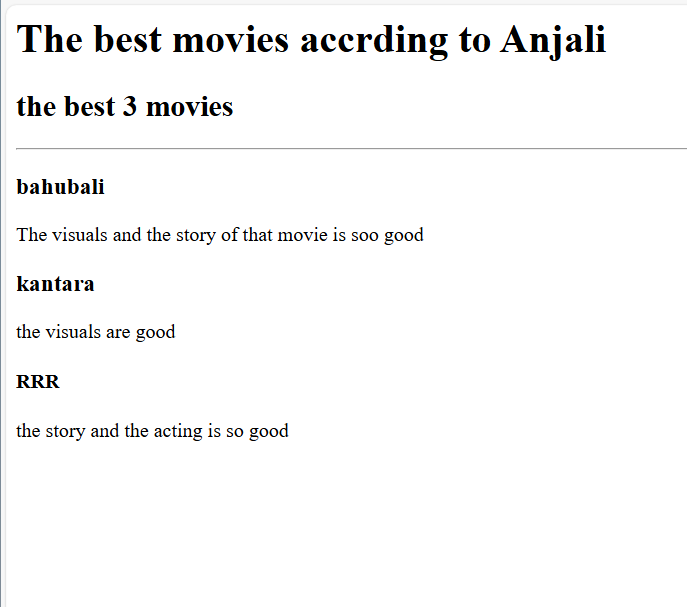 The best movies accrding to Anjali
the best 3 movies
bahubali
The visuals and the story of that movie is soo good
kantara
the visuals are good
RRR
the story and the acting is so good